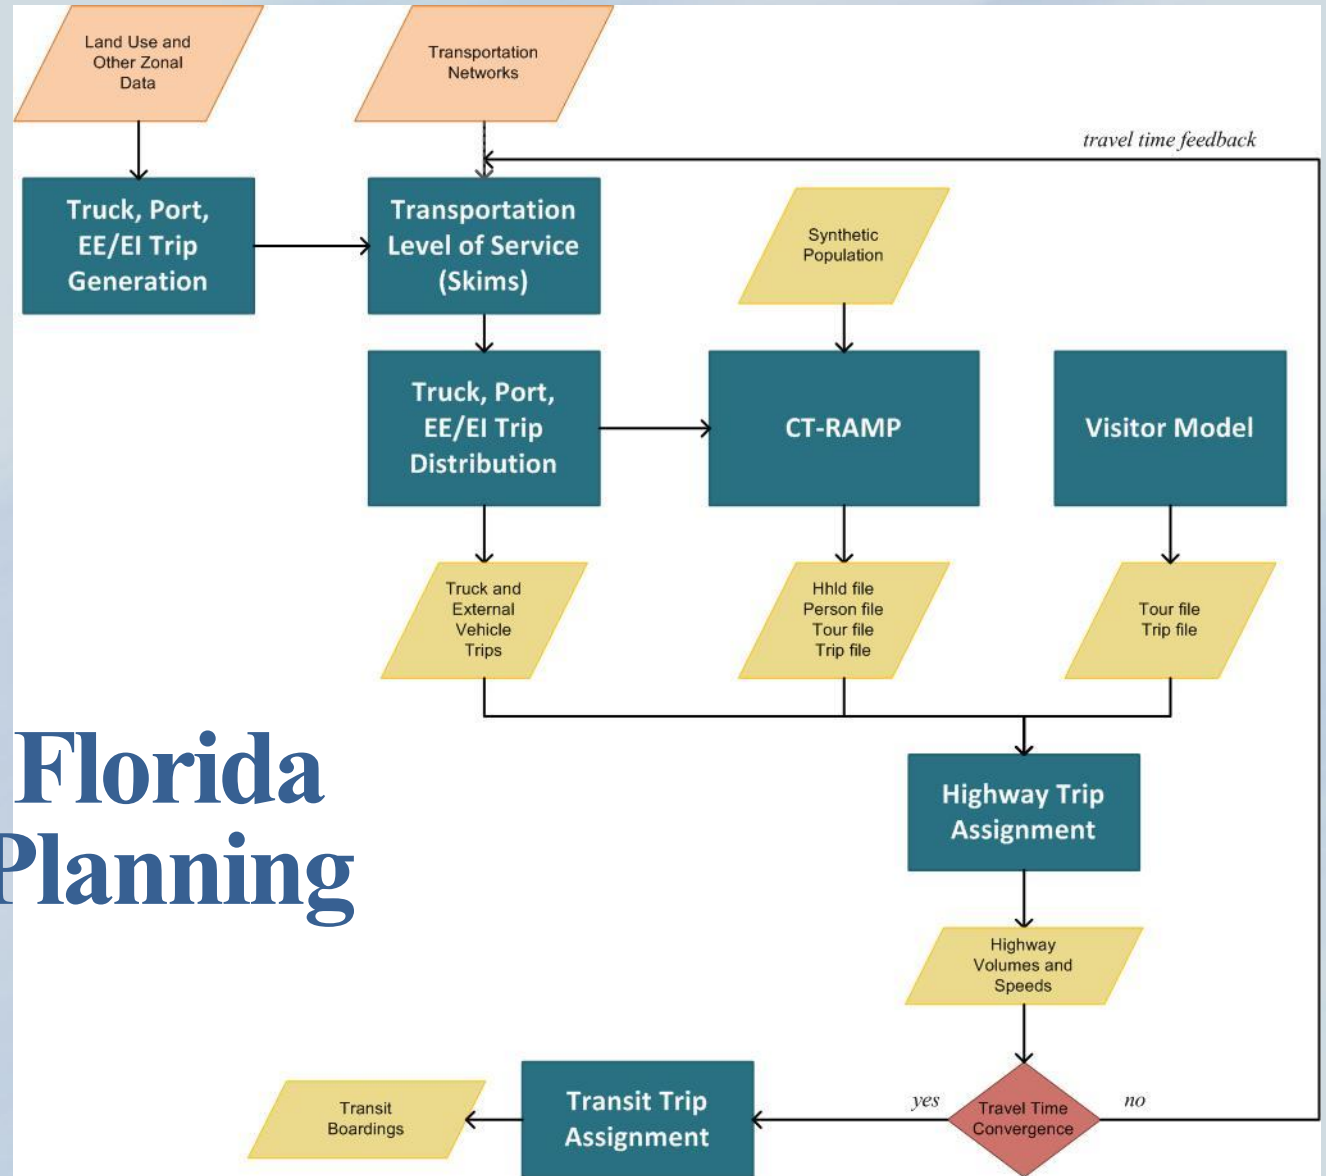 Land Use and
Other Zonal
Data
Transportation
Networks
travel time feedback
Truck, Port,
EE/EI Trip
Generation
Transportation
Level of Service
(Skims)
Synthetic
Population
Truck, Port,
EE/EI Trip
Distribution
CT-RAMP
Visitor Model
Truck and
External
Vehicle
Trips
Hhld file
Person file
Tour file
Trip file
Tour file
Trip file
Florida
Planning
Highway Trip
Assignment
Highway
Volumes and
Speeds
Transit
Boardings
Transit Trip
Assignment
yes
Travel Time
Convergence
no